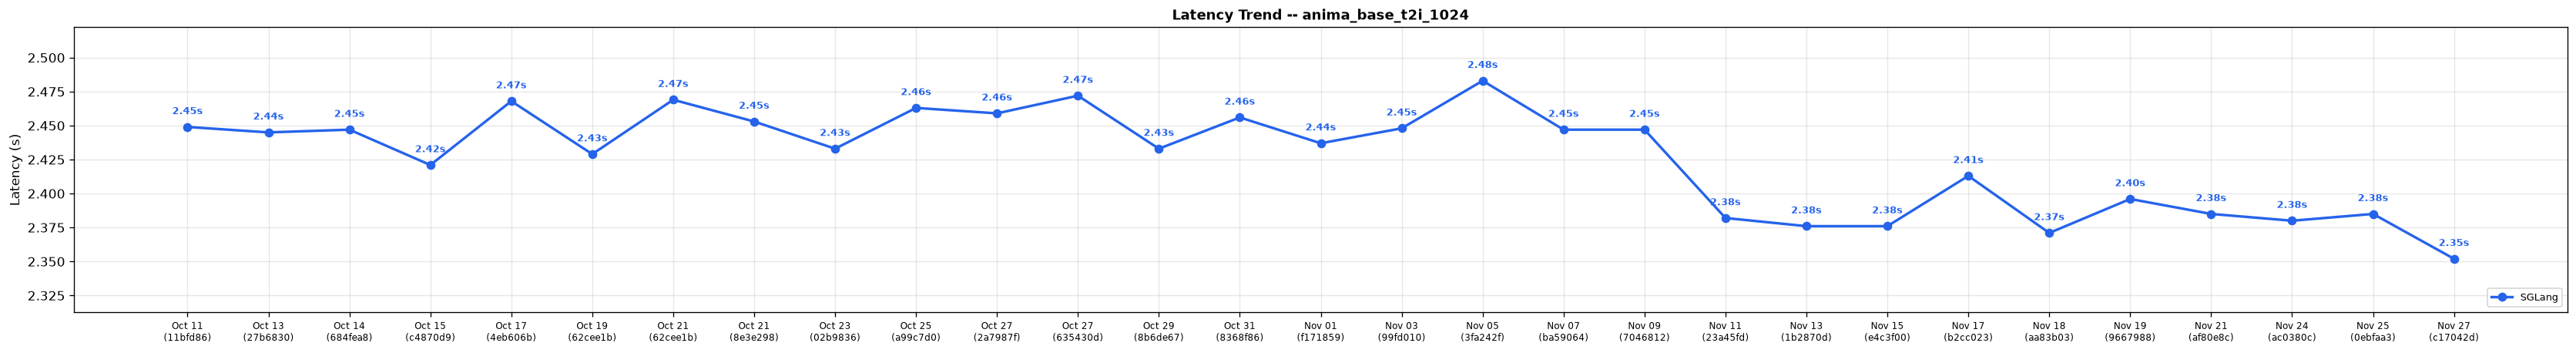 Latency Trend -- anima_base_t2i_1024
Latency (s)
2.500
2.475
2.450
2.425
2.400
2.375
2.350
2.325
2.45s
2.44s
2.45s
2.42s
2.47s
2.43s
2.47s
2.45s
2.43s
2.46s
2.46s
2.47s
2.43s
2.46s
2.44s
2.45s
2.48s
2.45s
2.45s
2.38s
2.38s
2.38s
2.41s
2.37s
2.40s
2.38s
2.38s
2.38s
2.35s
SGLang
Oct 11
(11bfd86)
Oct 13
(27b6830)
Oct 14
(684fea8)
Oct 15
(c4870d9)
Oct 17
(4eb606b)
Oct 19
(62cee1b)
Oct 21
(62cee1b)
Oct 21
(8e3e298)
Oct 23
(02b9836)
Oct 25
(a99c7d0)
Oct 27
(2a7987f)
Oct 27
(635430d)
Oct 29
(8b6de67)
Oct 31
(8368f86)
Nov 01
(f171859)
Nov 03
(99fd010)
Nov 05
(3fa242f)
Nov 07
(ba59064)
Nov 09
(7046812)
Nov 11
(23a45fd)
Nov 13
(1b2870d)
Nov 15
(e4c3f00)
Nov 17
(b2cc023)
Nov 18
(aa83b03)
Nov 19
(9667988)
Nov 21
(af80e8c)
Nov 24
(ac0380c)
Nov 25
(0ebfaa3)
Nov 27
(c17042d)